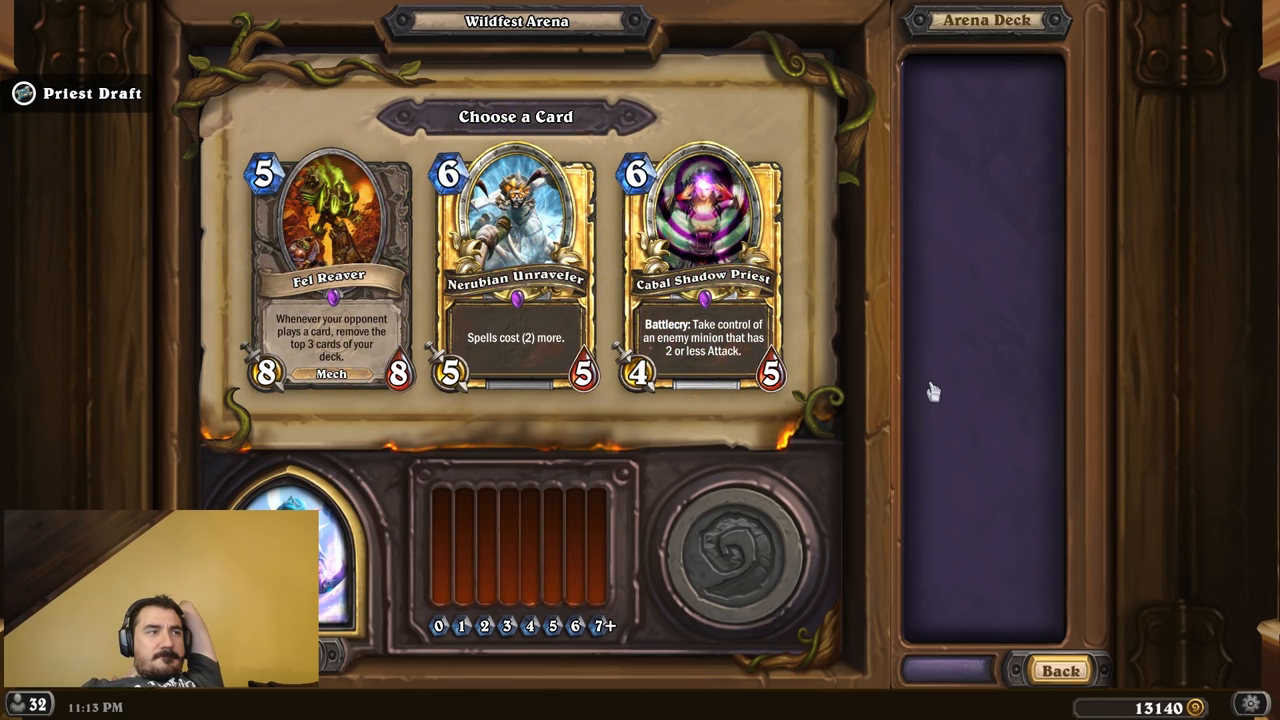 Wildfest Arena
Arena Deck
Priest Draft
Choose a Card
5
Fel Reaver
Whenever your opponent
plays a card, remove the
top 3 cards of your
deck.
8
Mech
8
6
Nerubian Unraveler
Spells cost (2) more.
5
5
6
Cabal Shadow Priest
Battlecry: Take control of
an enemy minion that has
2 or less Attack.
4
5
0 1 2 3 4 5 6 7+
Back
32
11:13 PM
13140